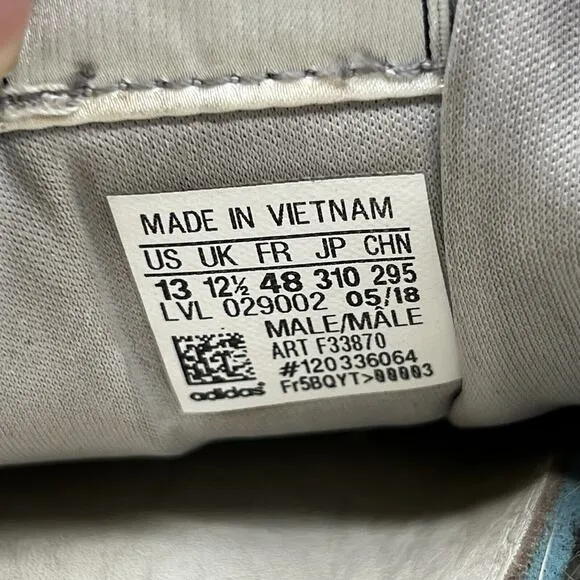 MADE IN VIETNAM
US UK FR JP CHN
13 12½ 48 310 295
LVL 029002 05/18
MALE/MÂLE
ART F33870
#120336064
adidas® Fr5BQYT>00003